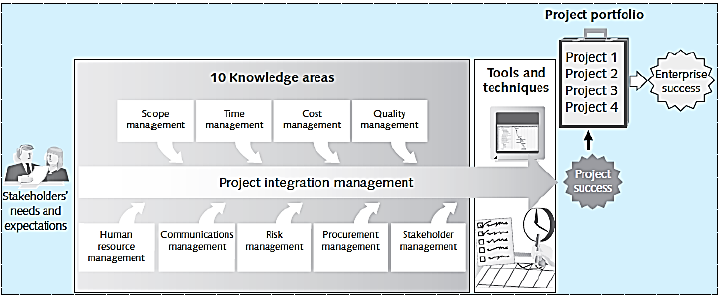 Project portfolio
Project 1
Project 2
Project 3
Project 4
Enterprise
success
10 Knowledge areas
Tools and
techniques
Scope
management
Time
management
Cost
management
Quality
management
Stakeholders'
needs and
expectations
Project integration management
Project
success
Human
resource
management
Communications
management
Risk
management
Procurement
management
Stakeholder
management